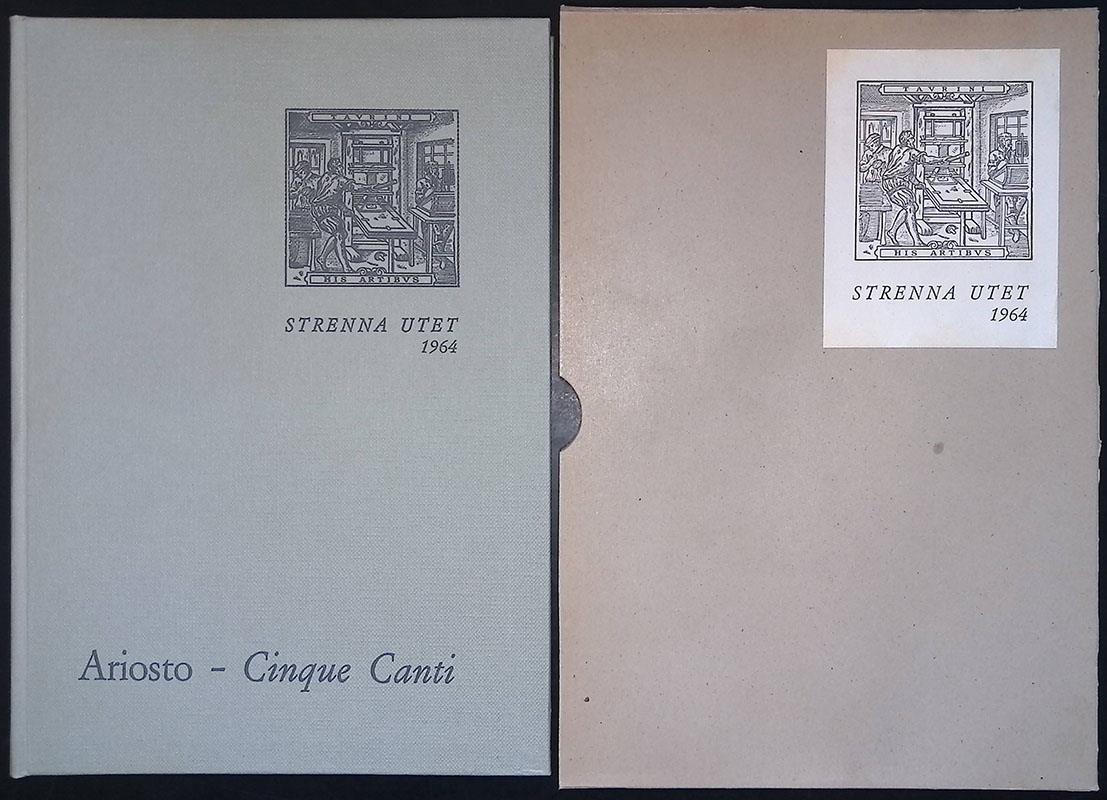 TAVRINI
HIS ARTIBVS
STRENNA UTET
1964
Ariosto - Cinque Canti
TAVRINI
HIS ARTIBVS
STRENNA UTET
1964